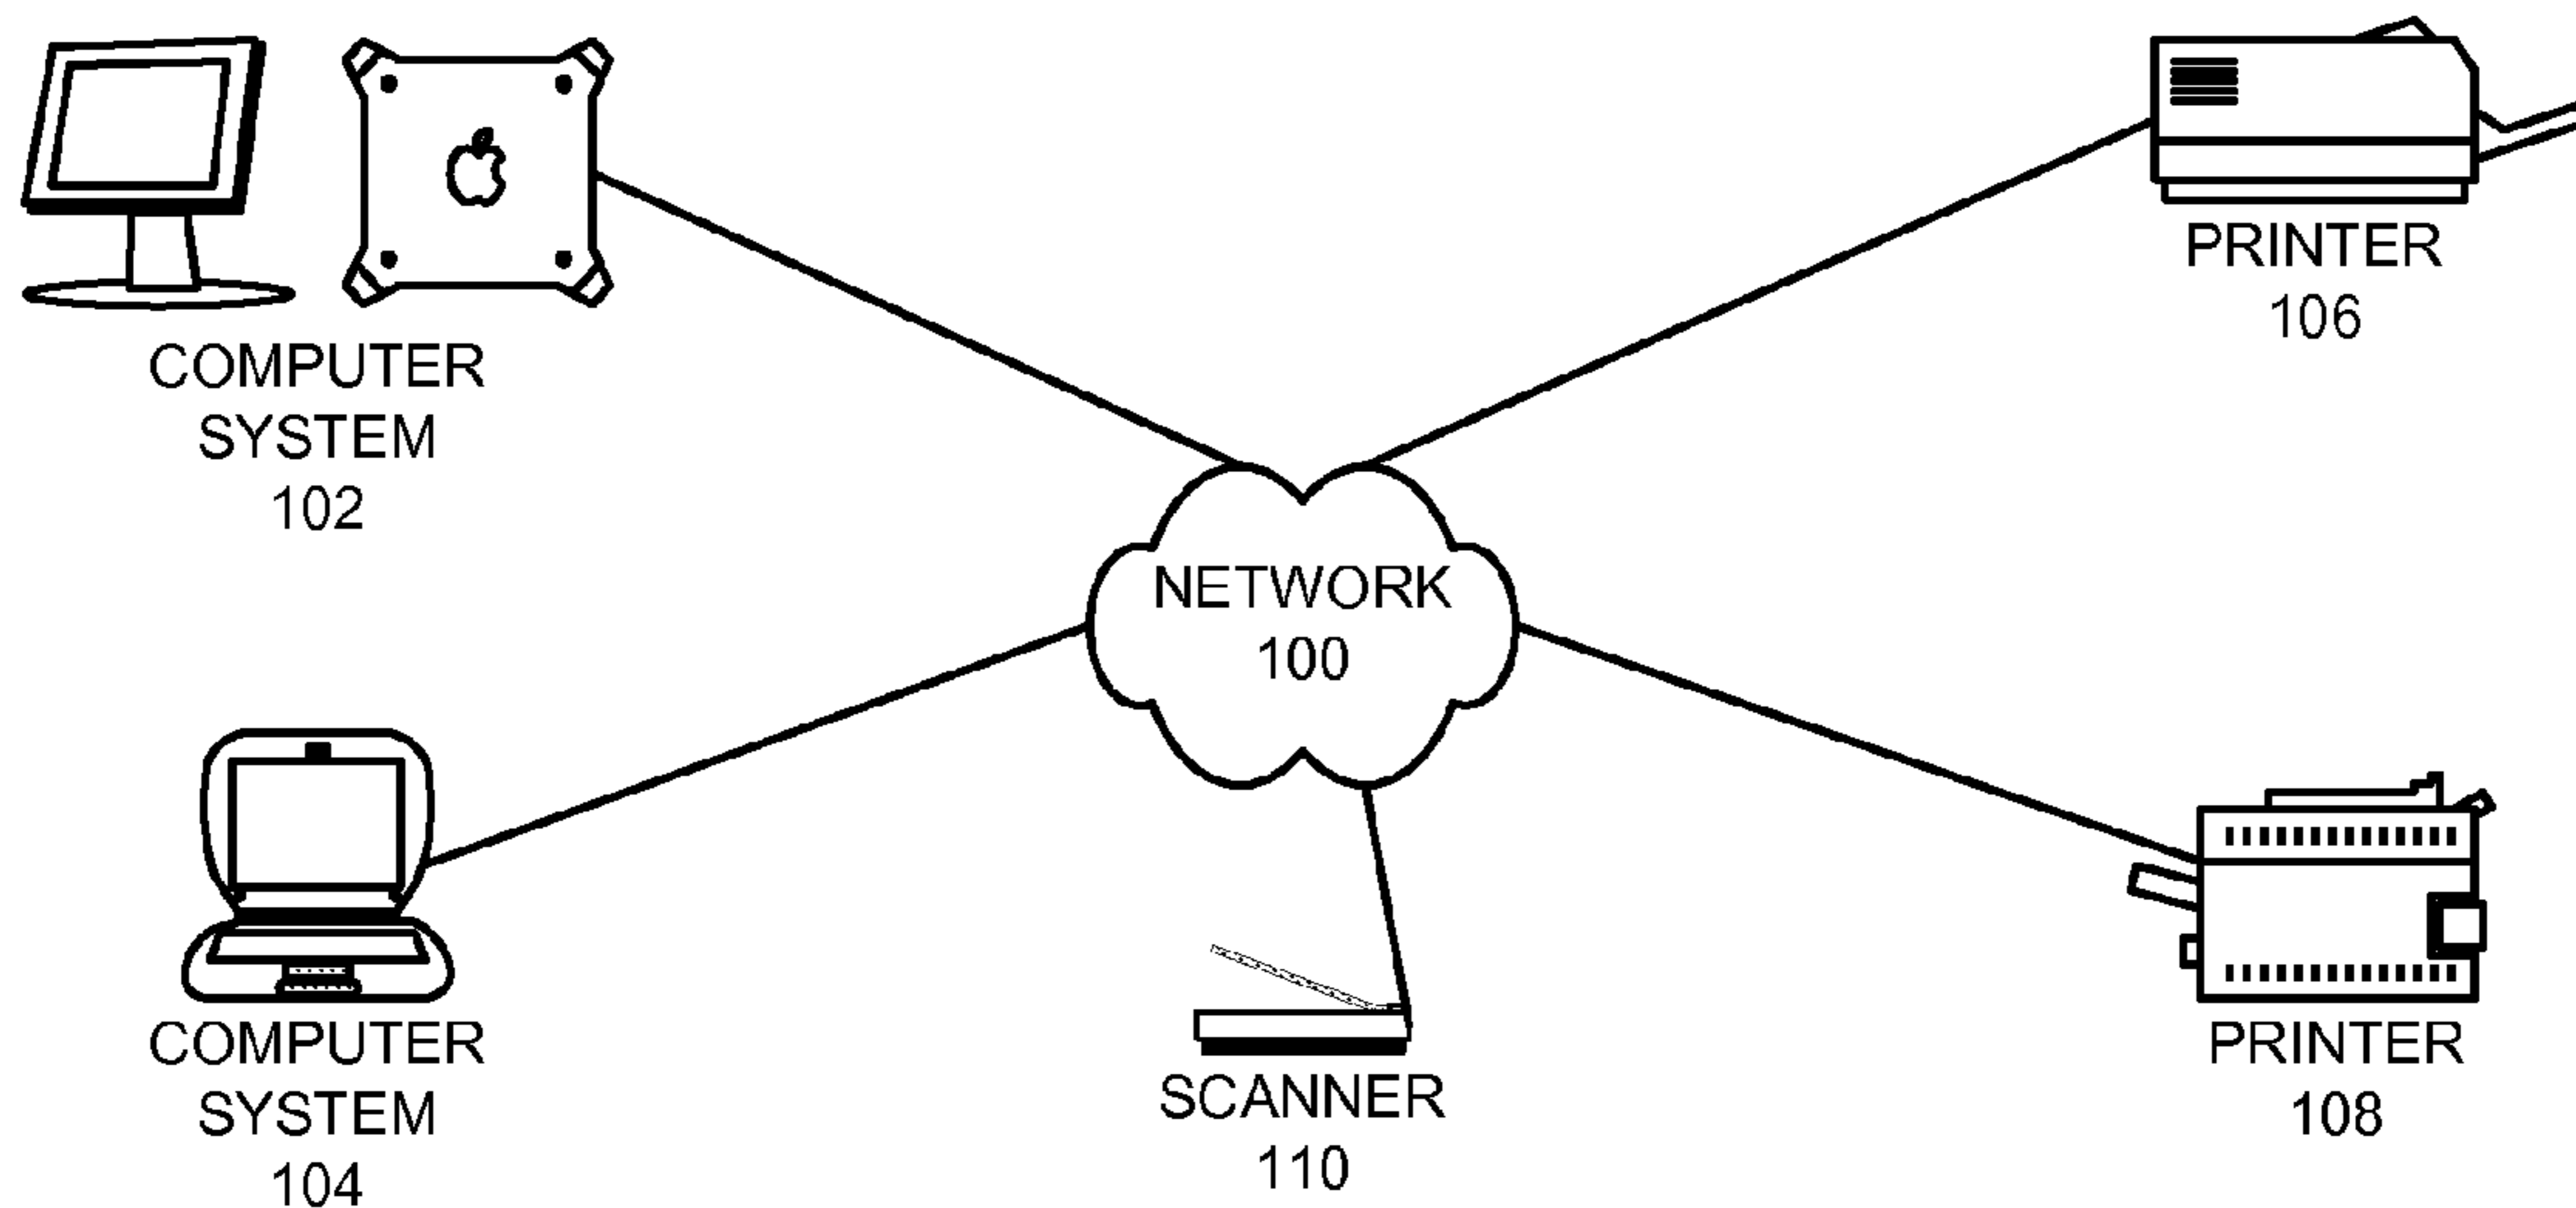 COMPUTER
SYSTEM
102
PRINTER
106
NETWORK
100
COMPUTER
SYSTEM
104
SCANNER
110
PRINTER
108